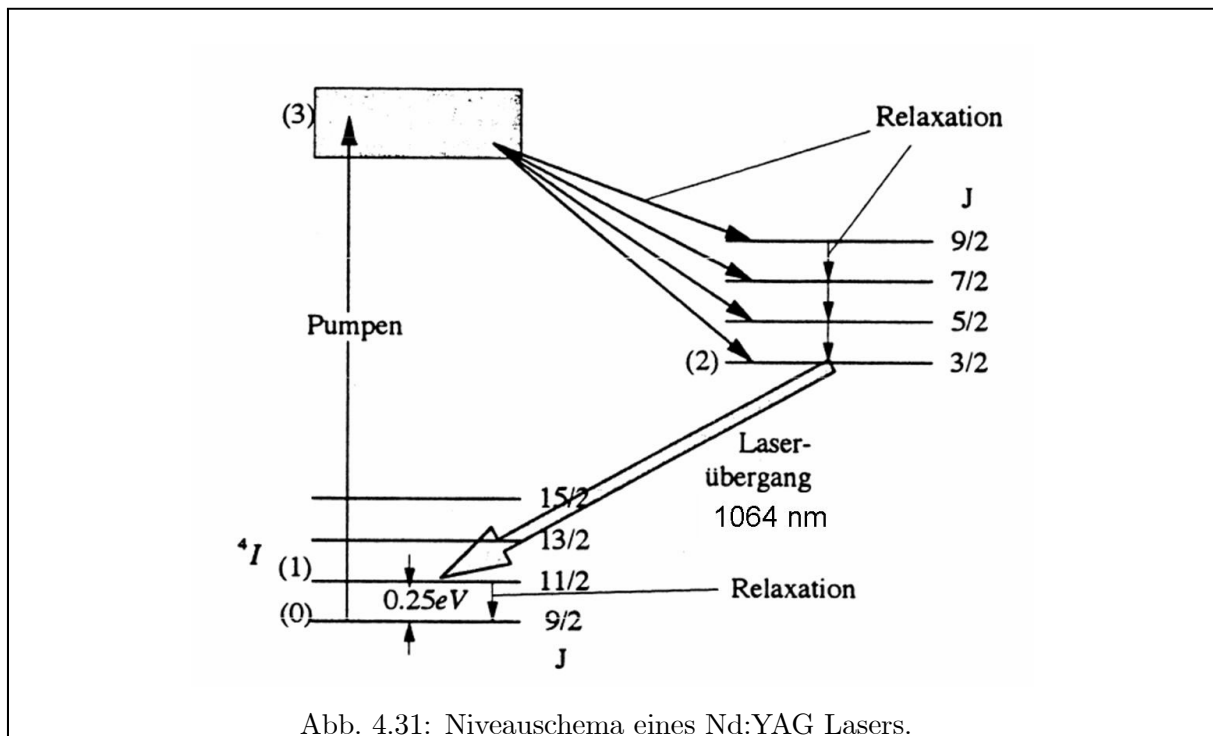 (3)
Relaxation
J
9/2
7/2
5/2
(2)
3/2
Pumpen
Laser-
übergang
1064 nm
15/2
⁴I
13/2
(1)
11/2
0.25eV
Relaxation
(0)
9/2
J
Abb. 4.31: Niveauschema eines Nd:YAG Lasers.